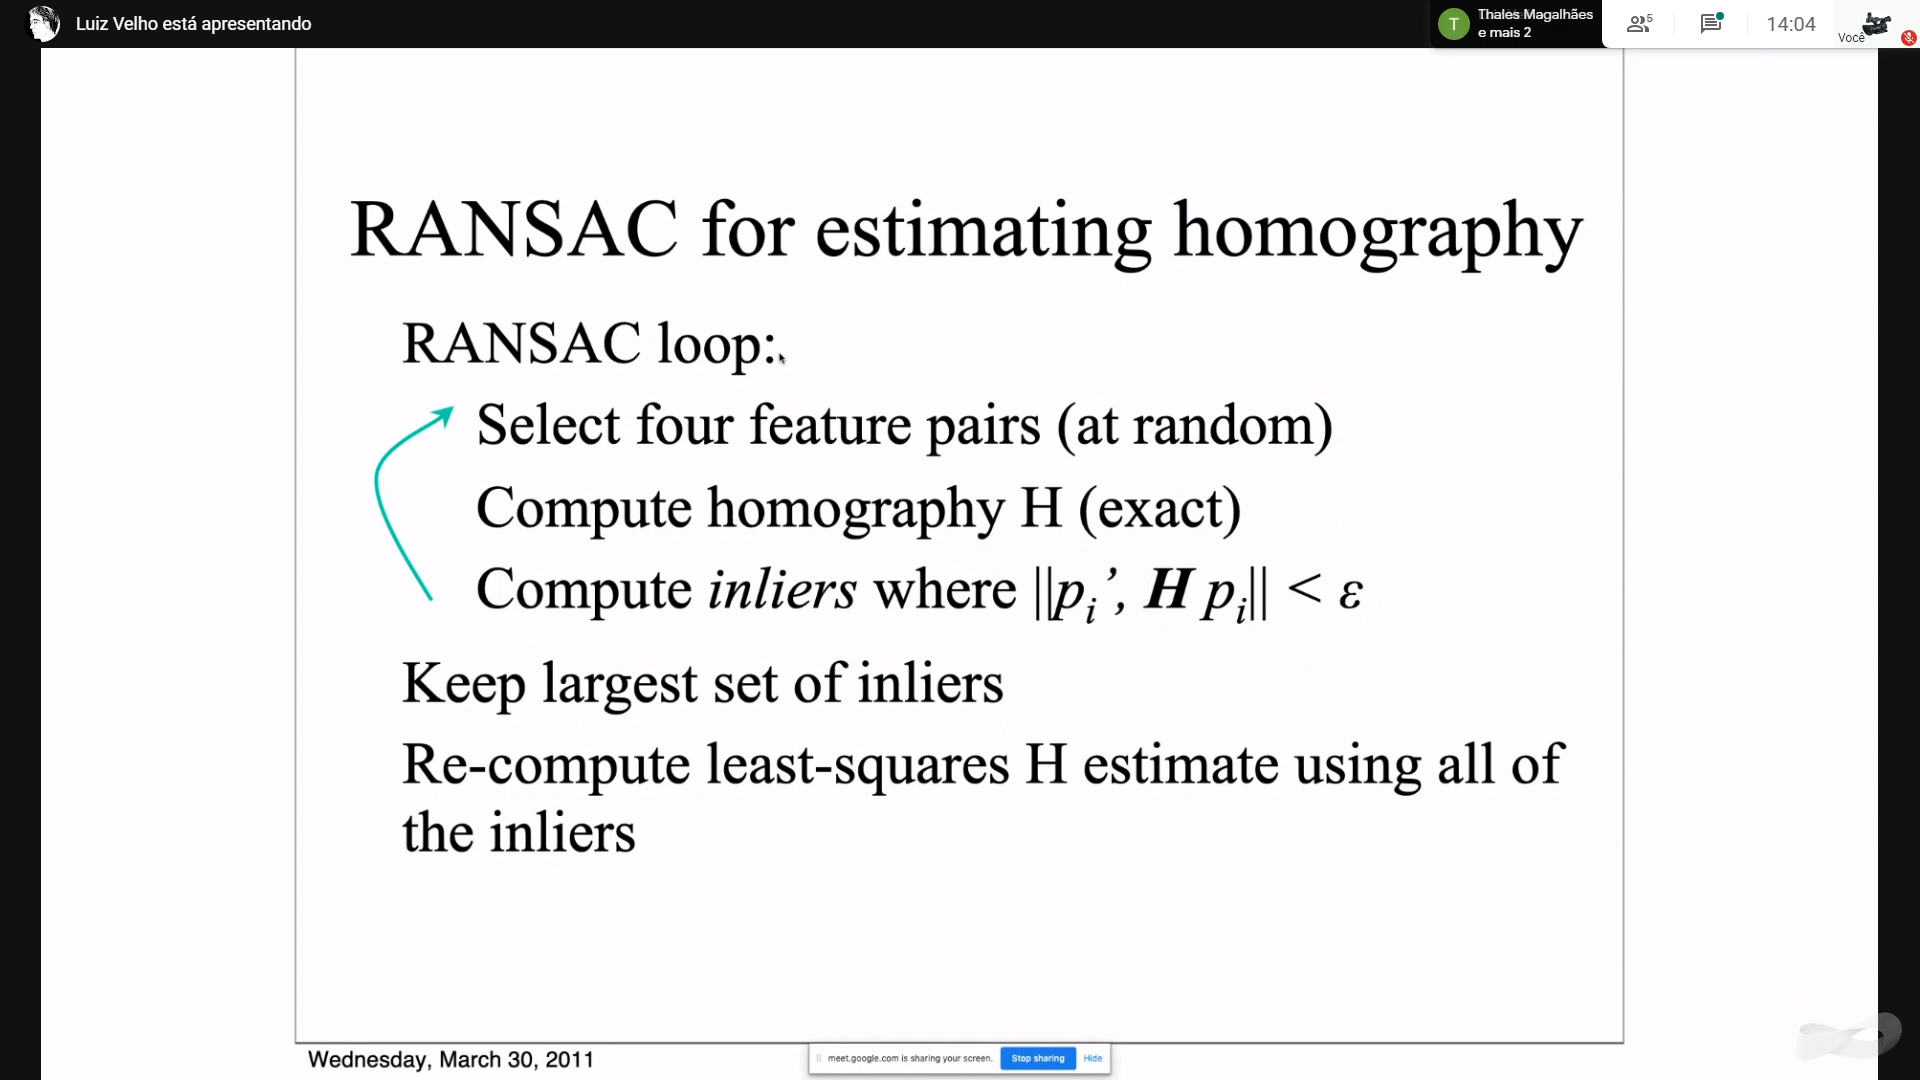 Luiz Velho está apresentando
T
Thales Magalhães
e mais 2
5
14:04
Você
RANSAC for estimating homography
RANSAC loop:
Select four feature pairs (at random)
Compute homography H (exact)
Compute inliers where ||pi’, H pi|| < ε
Keep largest set of inliers
Re-compute least-squares H estimate using all of
the inliers
Wednesday, March 30, 2011
meet.google.com is sharing your screen.
Stop sharing
Hide